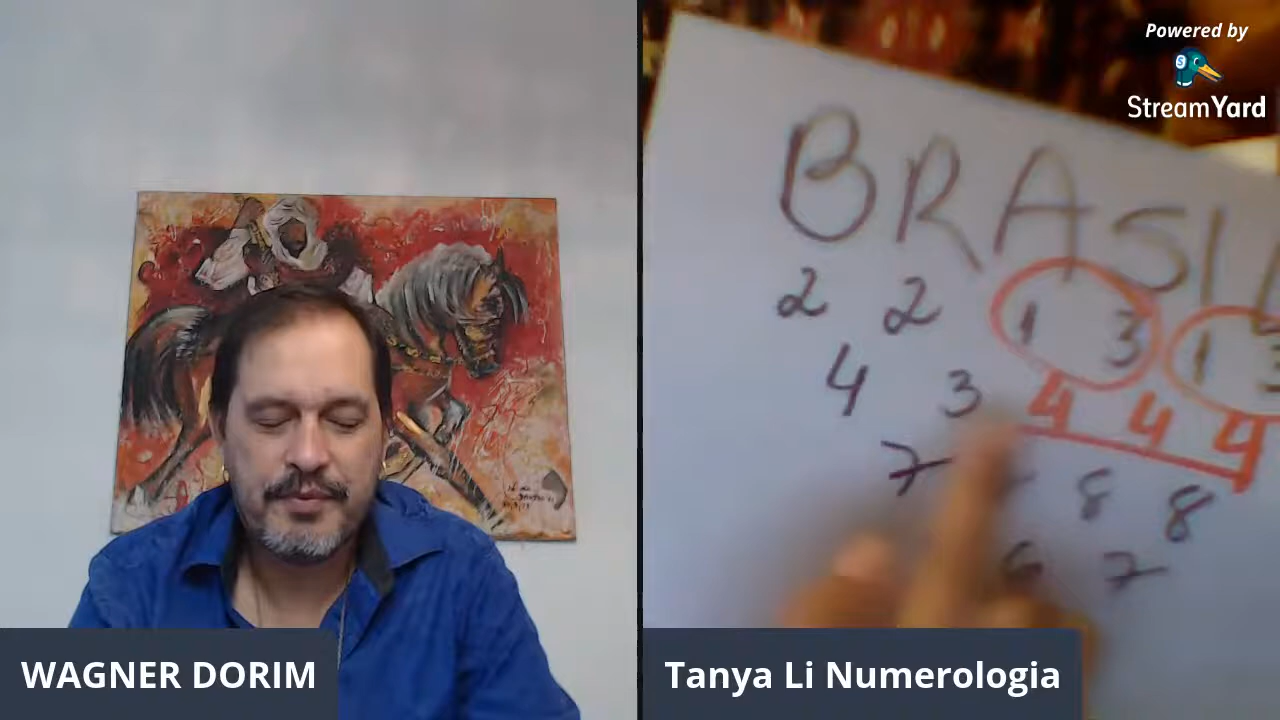 Powered by
StreamYard
BRASI
2 2 1 3 1 3
4 3 4 4 4
7 8 8
6 7
WAGNER DORIM
Tanya Li Numerologia